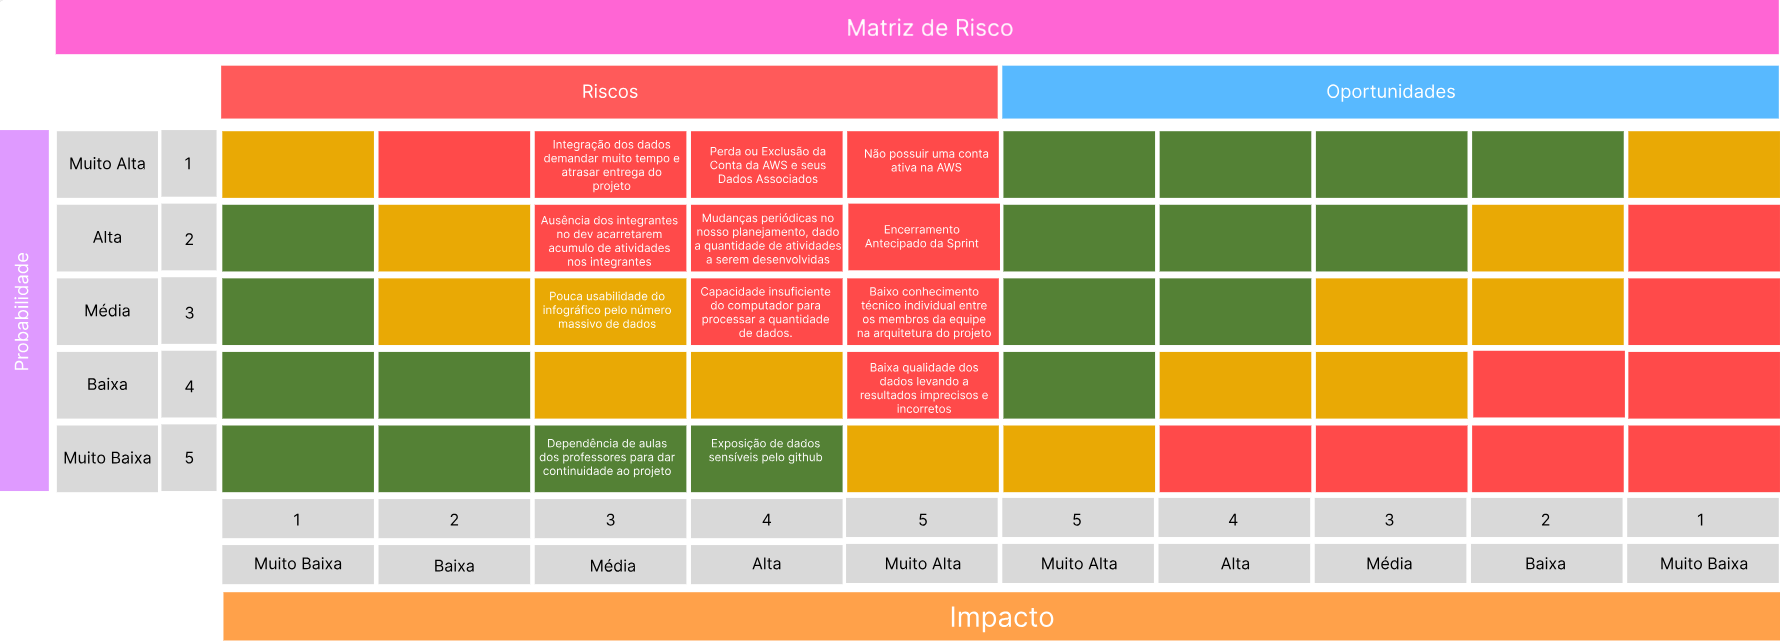 Matriz de Risco
Riscos
Oportunidades
Probabilidade
Muito Alta
1
Integração dos dados
demandar muito tempo e
atrasar entrega do
projeto
Perda ou Exclusão da
Conta da AWS e seus
Dados Associados
Não possuir uma conta
ativa na AWS
Alta
2
Ausência dos integrantes
no dev acarretarem
acumulo de atividades
nos integrantes
Mudanças periódicas no
nosso planejamento, dado
a quantidade de atividades
a serem desenvolvidas
Encerramento
Antecipado da Sprint
Média
3
Pouca usabilidade do
infográfico pelo número
massivo de dados
Capacidade insuficiente
do computador para
processar a quantidade
de dados.
Baixo conhecimento
técnico individual entre
os membros da equipe
na arquitetura do projeto
Baixa
4
Baixa qualidade dos
dados levando a
resultados imprecisos e
incorretos
Muito Baixa
5
Dependência de aulas
dos professores para dar
continuidade ao projeto
Exposição de dados
sensíveis pelo github
1
2
3
4
5
5
4
3
2
1
Muito Baixa
Baixa
Média
Alta
Muito Alta
Muito Alta
Alta
Média
Baixa
Muito Baixa
Impacto